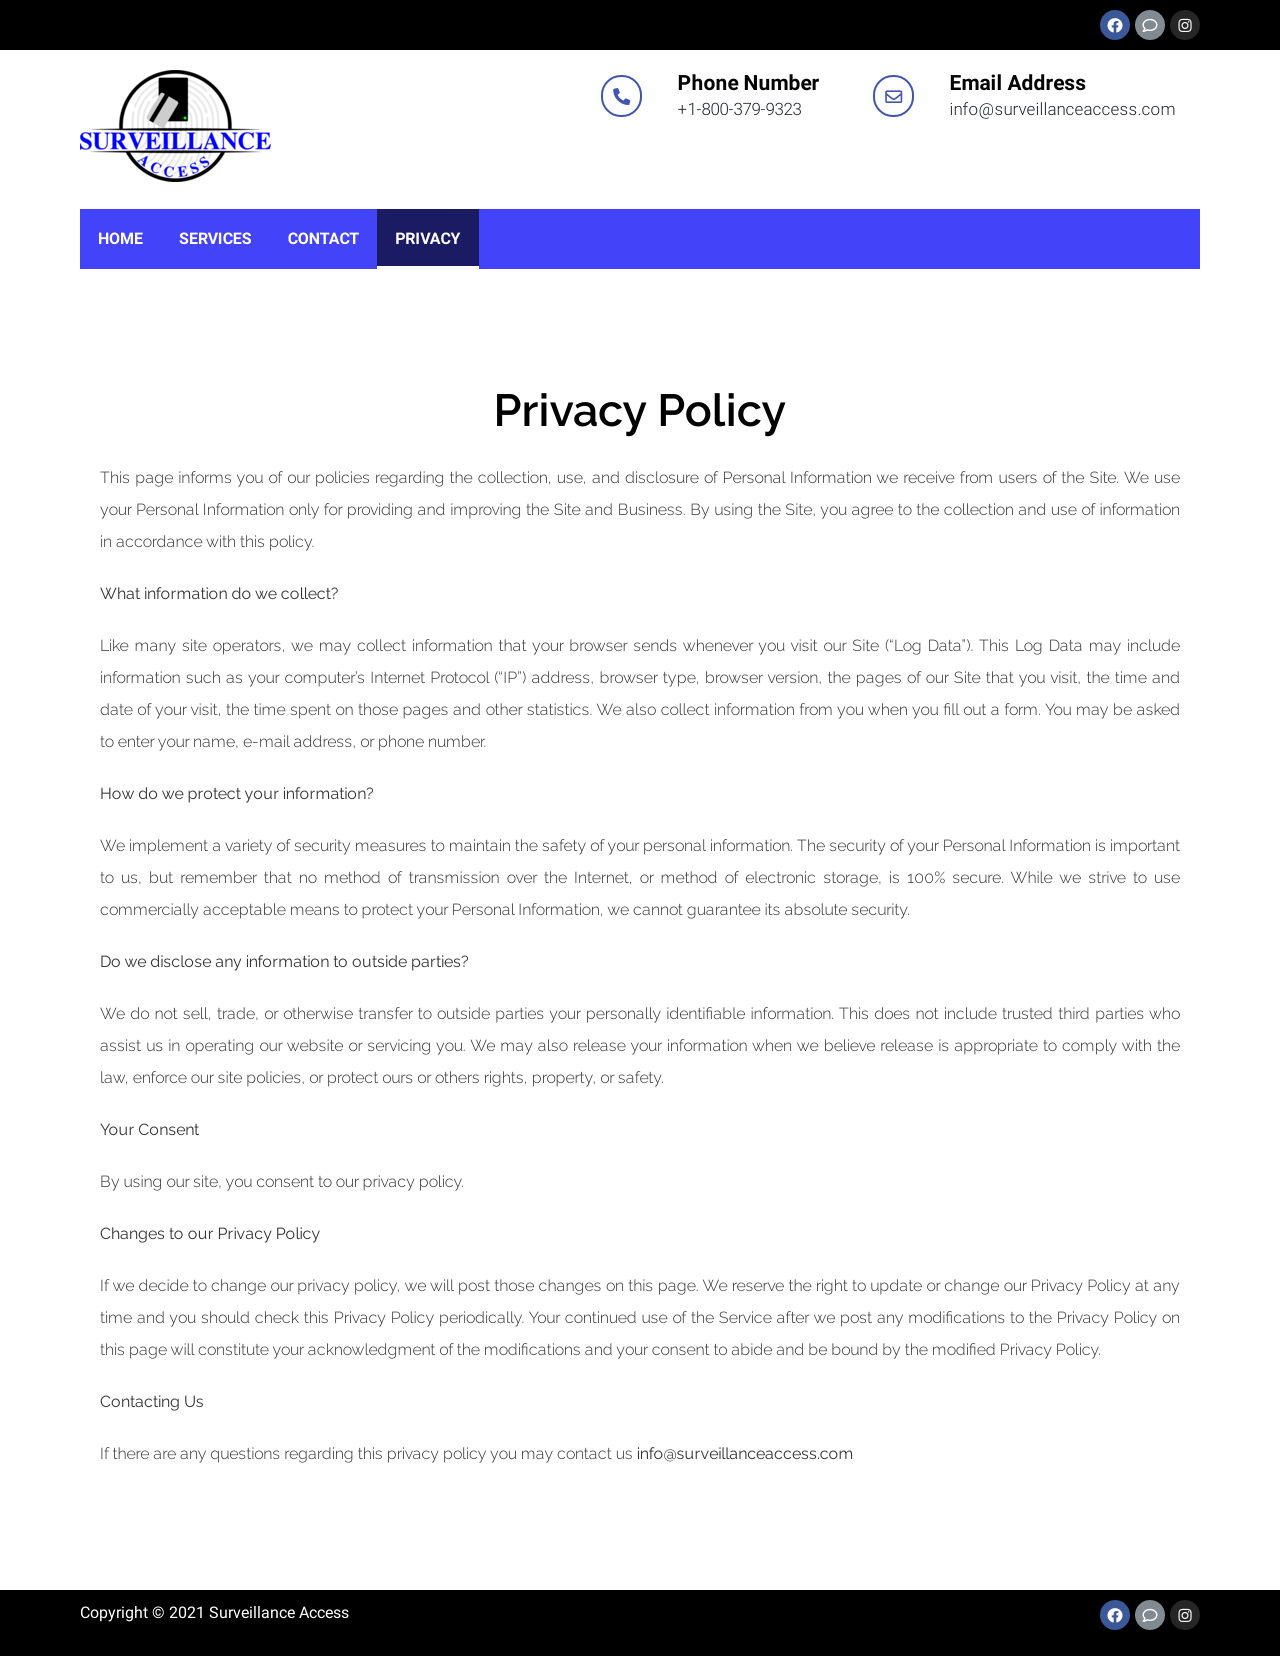 SURVEILLANCE
ACCESS
Phone Number
+1-800-379-9323
Email Address
info@surveillanceaccess.com
HOME SERVICES CONTACT PRIVACY
Privacy Policy
This page informs you of our policies regarding the collection, use, and disclosure of Personal Information we receive from users of the Site. We use
your Personal Information only for providing and improving the Site and Business. By using the Site, you agree to the collection and use of information
in accordance with this policy.
What information do we collect?
Like many site operators, we may collect information that your browser sends whenever you visit our Site (“Log Data”). This Log Data may include
information such as your computer’s Internet Protocol (“IP”) address, browser type, browser version, the pages of our Site that you visit, the time and
date of your visit, the time spent on those pages and other statistics. We also collect information from you when you fill out a form. You may be asked
to enter your name, e-mail address, or phone number.
How do we protect your information?
We implement a variety of security measures to maintain the safety of your personal information. The security of your Personal Information is important
to us, but remember that no method of transmission over the Internet, or method of electronic storage, is 100% secure. While we strive to use
commercially acceptable means to protect your Personal Information, we cannot guarantee its absolute security.
Do we disclose any information to outside parties?
We do not sell, trade, or otherwise transfer to outside parties your personally identifiable information. This does not include trusted third parties who
assist us in operating our website or servicing you. We may also release your information when we believe release is appropriate to comply with the
law, enforce our site policies, or protect ours or others rights, property, or safety.
Your Consent
By using our site, you consent to our privacy policy.
Changes to our Privacy Policy
If we decide to change our privacy policy, we will post those changes on this page. We reserve the right to update or change our Privacy Policy at any
time and you should check this Privacy Policy periodically. Your continued use of the Service after we post any modifications to the Privacy Policy on
this page will constitute your acknowledgment of the modifications and your consent to abide and be bound by the modified Privacy Policy.
Contacting Us
If there are any questions regarding this privacy policy you may contact us info@surveillanceaccess.com
Copyright © 2021 Surveillance Access